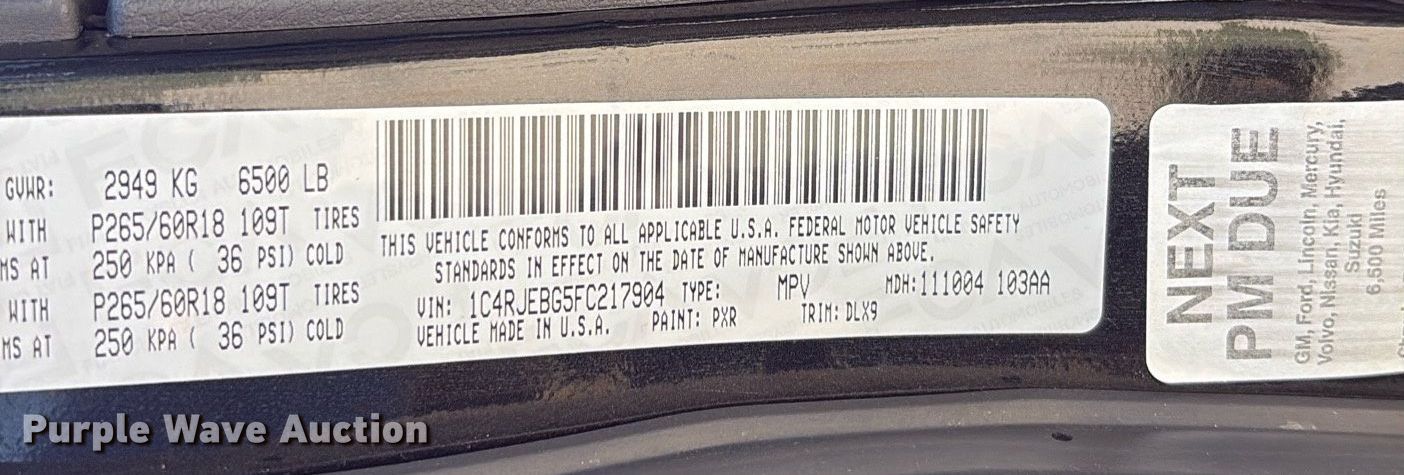 GVWR: 2949 KG 6500 LB
WITH P265/60R18 109T TIRES
MS AT 250 KPA ( 36 PSI) COLD
WITH P265/60R18 109T TIRES
MS AT 250 KPA ( 36 PSI) COLD
THIS VEHICLE CONFORMS TO ALL APPLICABLE U.S.A. FEDERAL MOTOR VEHICLE SAFETY
STANDARDS IN EFFECT ON THE DATE OF MANUFACTURE SHOWN ABOVE.
VIN: 1C4RJEBG5FC217904 TYPE: MPV MDH:111004 103AA
VEHICLE MADE IN U.S.A. PAINT: PXR TRIM: DLX9
NEXT
PM DUE
GM, Ford, Lincoln, Mercury,
Volvo, Nissan, Kia, Hyundai,
Suzuki
6,500 Miles
Purple Wave Auction